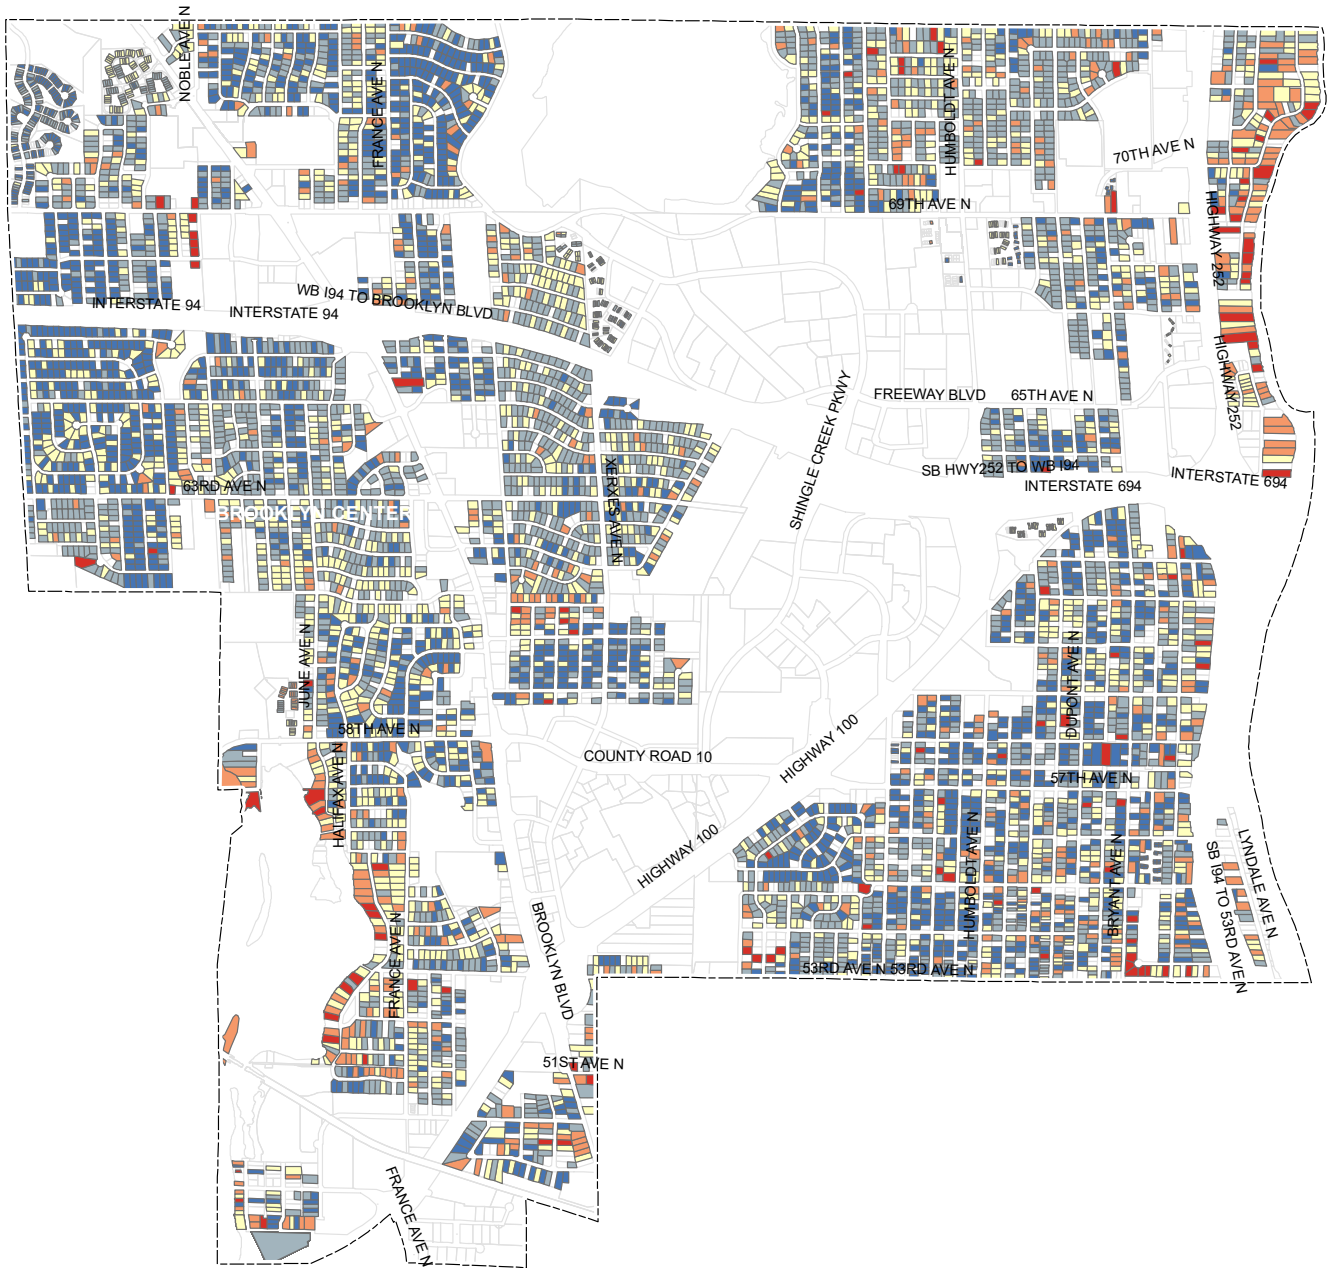 NOBLE AVE N
FRANCE AVE N
HUMBOLDT AVE N
70TH AVE N
69TH AVE N
HIGHWAY 252
INTERSTATE 94
INTERSTATE 94
WB I94 TO BROOKLYN BLVD
HIGHWAY 252
SHINGLE CREEK PKWY
FREEWAY BLVD
65TH AVE N
SB HWY252 TO WB I94
INTERSTATE 694
INTERSTATE 694
63RD AVE N
XERXES AVE N
BROOKLYN CENTER
JUNE AVE N
DUPONT AVE N
58TH AVE N
COUNTY ROAD 10
HIGHWAY 100
57TH AVE N
HALIFAX AVE N
HIGHWAY 100
HUMBOLDT AVE N
BRYANT AVE N
LYNDALE AVE N
SB I94 TO 53RD AVE N
FRANCE AVE N
BROOKLYN BLVD
53RD AVE N
53RD AVE N
51ST AVE N
FRANCE AVE N